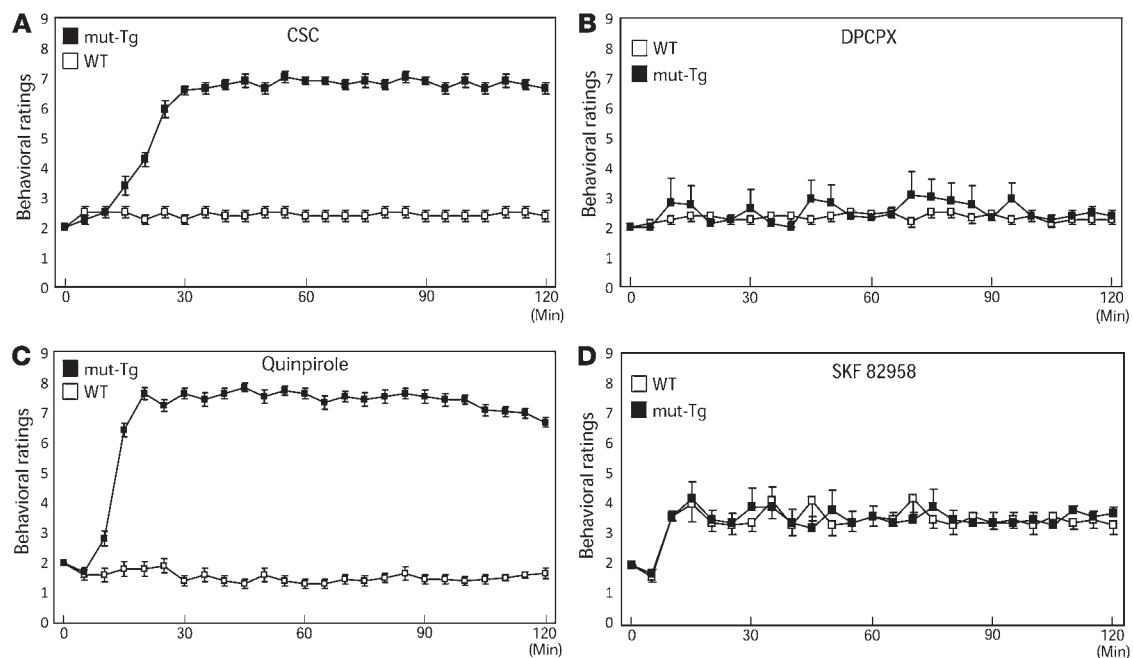 A
CSC
mut-Tg
WT
Behavioral ratings
9
8
7
6
5
4
3
2
1
0
0 30 60 90 120
(Min)
B
DPCPX
WT
mut-Tg
Behavioral ratings
9
8
7
6
5
4
3
2
1
0
0 30 60 90 120
(Min)
C
Quinpirole
mut-Tg
WT
Behavioral ratings
9
8
7
6
5
4
3
2
1
0
0 30 60 90 120
(Min)
D
SKF 82958
WT
mut-Tg
Behavioral ratings
9
8
7
6
5
4
3
2
1
0
0 30 60 90 120
(Min)